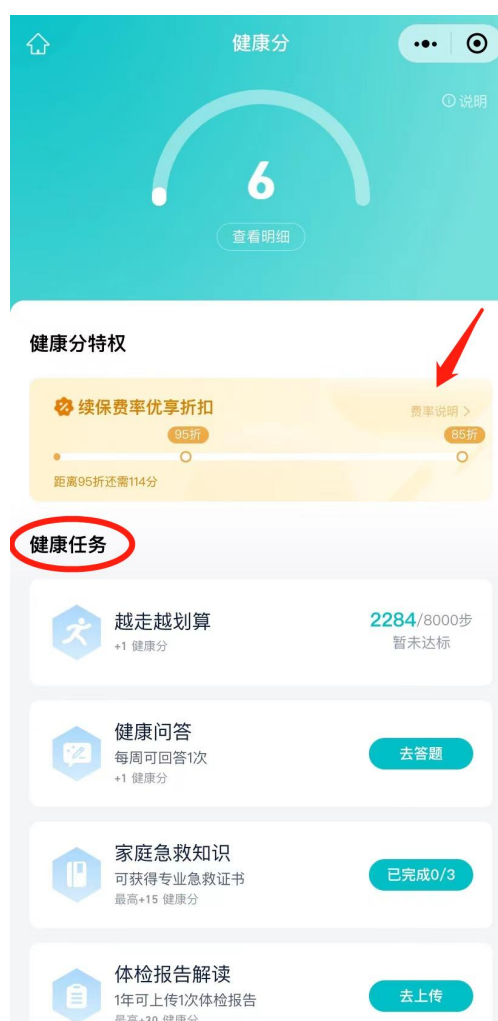 健康分
说明
6
查看明细
健康分特权
续保费率优享折扣
费率说明 >
95折
85折
距离95折还需114分
健康任务
越走越划算
2284/8000步
+1 健康分
暂未达标
健康问答
每周可回答1次
去答题
+1 健康分
家庭急救知识
可获得专业急救证书
已完成0/3
最高+15 健康分
体检报告解读
1年可上传1次体检报告
去上传
最高+30 健康分